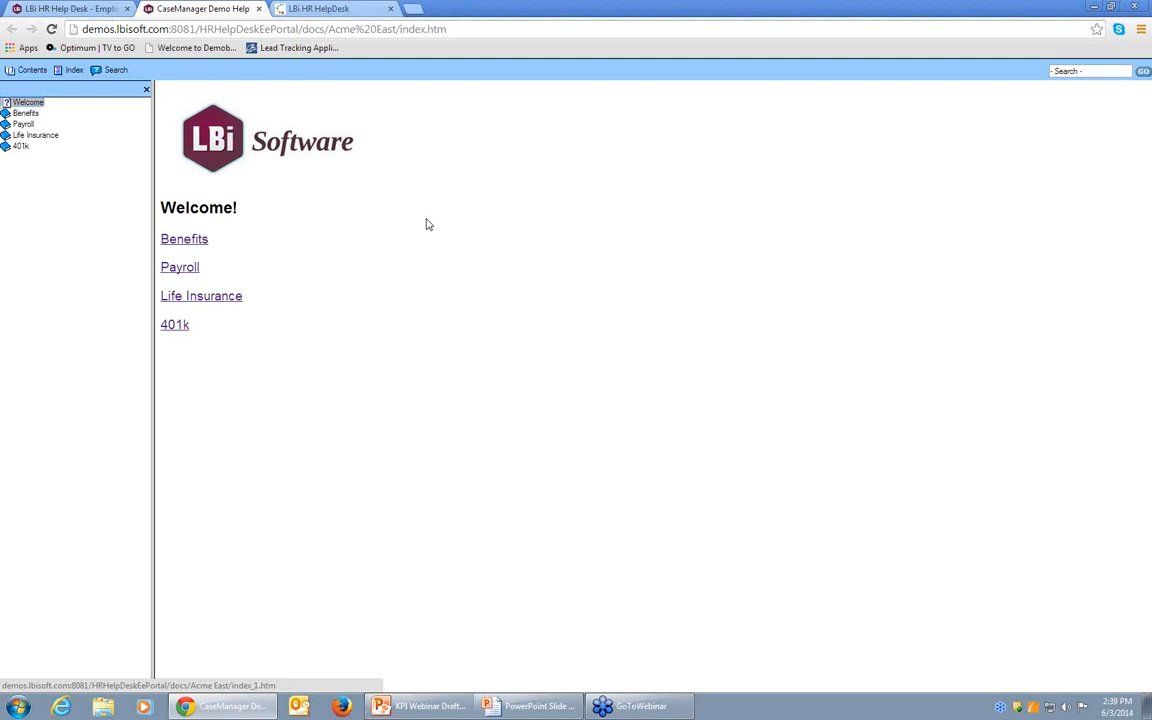 LBi HR Help Desk - Emplo
CaseManager Demo Help
LBi HR HelpDesk
demos.lbisoft.com:8081/HRHelpDeskEePortal/docs/Acme%20East/index.htm
Apps
Optimum | TV to GO
Welcome to Demob...
Lead Tracking Appli...
Contents
Index
Search
- Search -
GO
Welcome
Benefits
Payroll
Life Insurance
401k
LBi Software
Welcome!
Benefits
Payroll
Life Insurance
401k
demos.lbisoft.com:8081/HRHelpDeskEePortal/docs/Acme East/index_1.htm
CaseManager De...
KPI Webinar Draft...
PowerPoint Slide ...
GoToWebinar
2:39 PM
6/3/2014